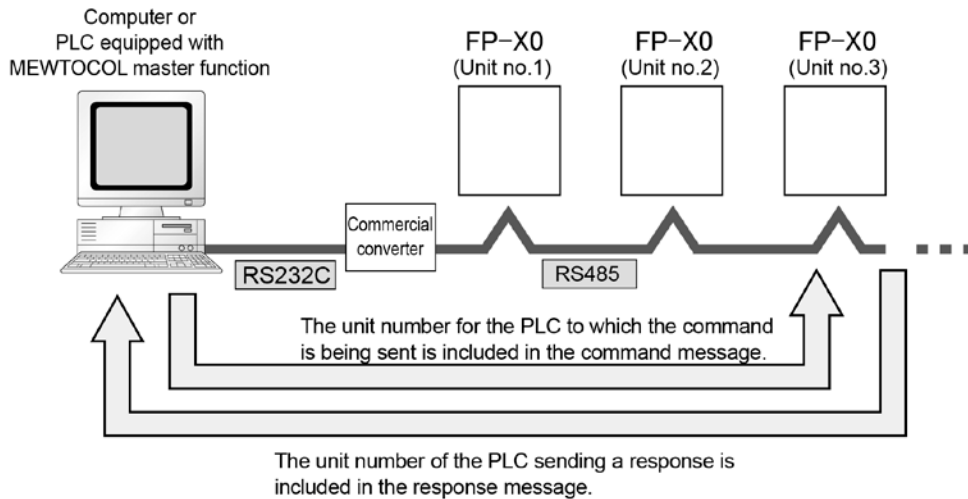 Computer or
PLC equipped with
MEWTOCOL master function
FP-X0
(Unit no.1)
FP-X0
(Unit no.2)
FP-X0
(Unit no.3)
Commercial
converter
RS232C
RS485
The unit number for the PLC to which the command
is being sent is included in the command message.
The unit number of the PLC sending a response is
included in the response message.